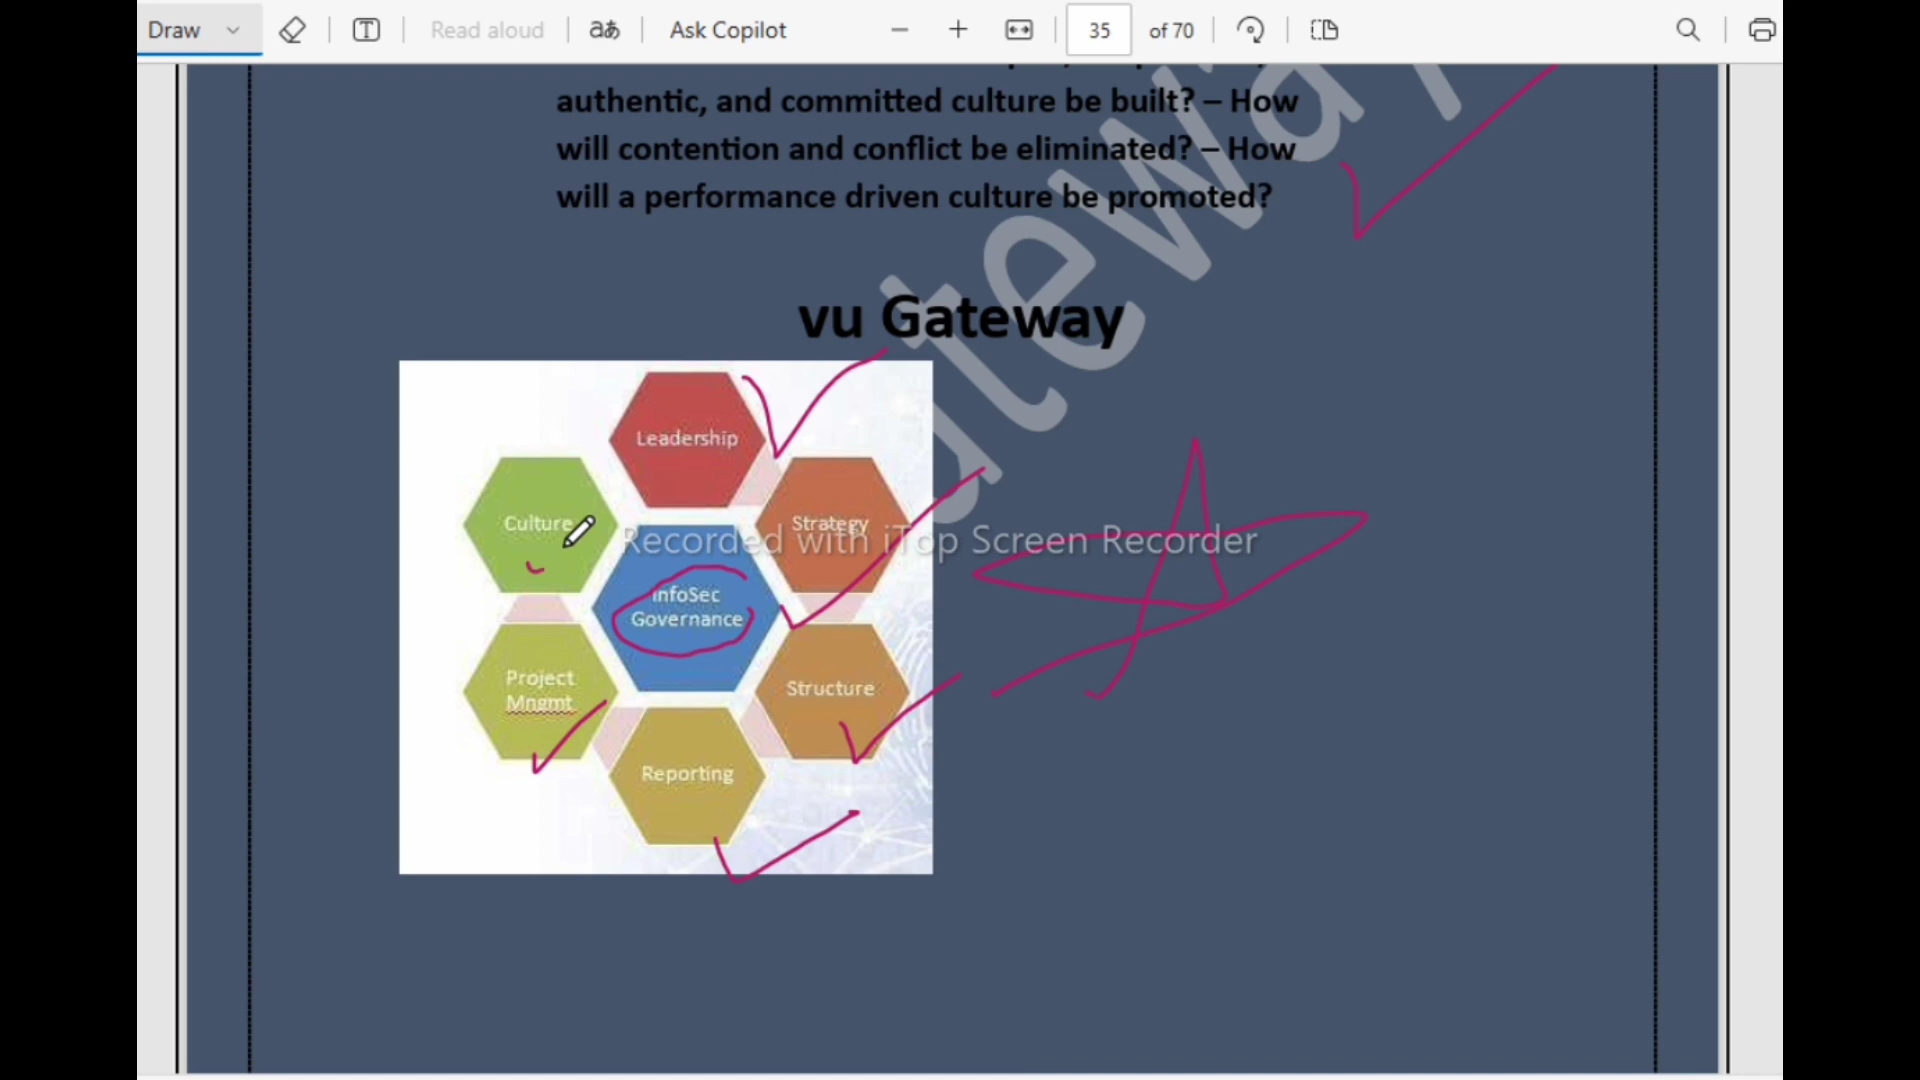 Draw
Read aloud
aあ
Ask Copilot
35
of 70
authentic, and committed culture be built? – How
will contention and conflict be eliminated? – How
will a performance driven culture be promoted?
vu Gateway
Leadership
Culture
Strategy
Recorded with iTop Screen Recorder
InfoSec
Governance
Project
Mngmt
Structure
Reporting